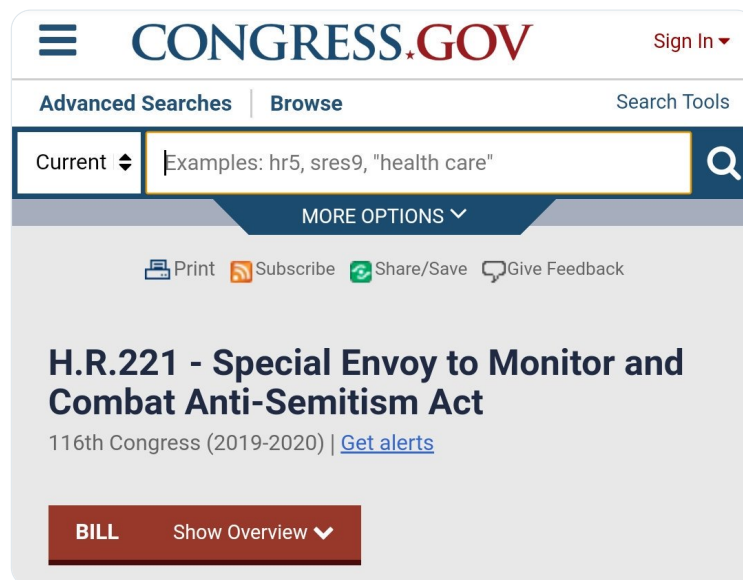 CONGRESS.GOV Sign In
Advanced Searches Browse Search Tools
Current Examples: hr5, sres9, "health care"
MORE OPTIONS
Print Subscribe Share/Save Give Feedback
H.R.221 - Special Envoy to Monitor and
Combat Anti-Semitism Act
116th Congress (2019-2020) | Get alerts
BILL Show Overview